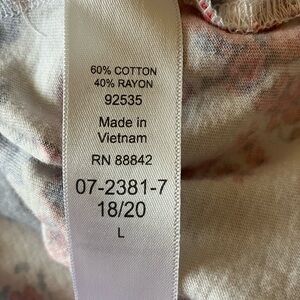 60% COTTON
40% RAYON
92535
Made in
Vietnam
RN 88842
07-2381-7
18/20
L